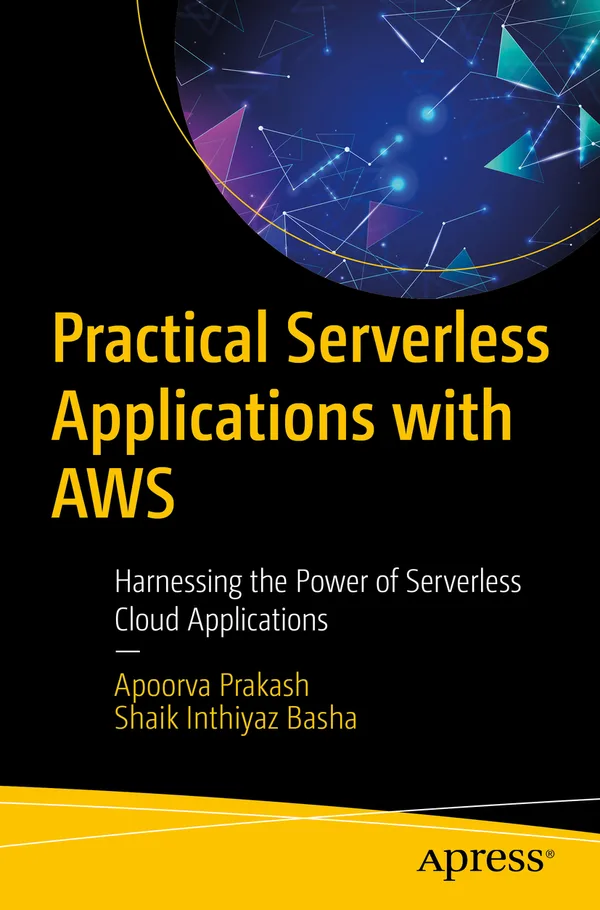 Practical Serverless
Applications with
AWS
Harnessing the Power of Serverless
Cloud Applications
—
Apoorva Prakash
Shaik Inthiyaz Basha
Apress®